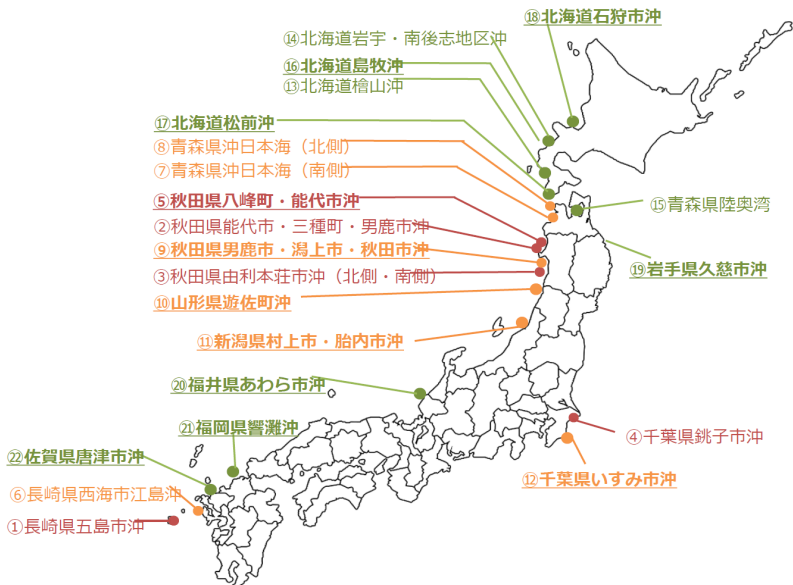 ⑱北海道石狩市沖
⑭北海道岩宇・南後志地区沖
⑯北海道島牧沖
⑬北海道檜山沖
⑰北海道松前沖
⑧青森県沖日本海（北側）
⑦青森県沖日本海（南側）
⑤秋田県八峰町・能代市沖
⑮青森県陸奥湾
②秋田県能代市・三種町・男鹿市沖
⑨秋田県男鹿市・潟上市・秋田市沖
⑲岩手県久慈市沖
③秋田県由利本荘市沖（北側・南側）
⑩山形県遊佐町沖
⑪新潟県村上市・胎内市沖
⑳福井県あわら市沖
㉑福岡県響灘沖
④千葉県銚子市沖
㉒佐賀県唐津市沖
⑫千葉県いすみ市沖
⑥長崎県西海市江島沖
①長崎県五島市沖